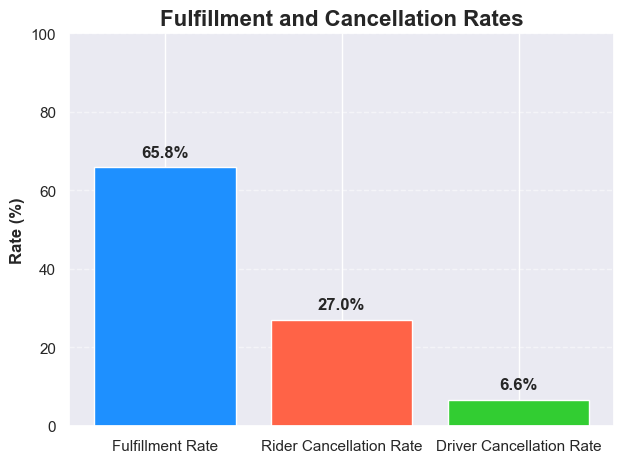 Fulfillment and Cancellation Rates
100
80
60
40
20
0
Rate (%)
65.8%
27.0%
6.6%
Fulfillment Rate
Rider Cancellation Rate
Driver Cancellation Rate